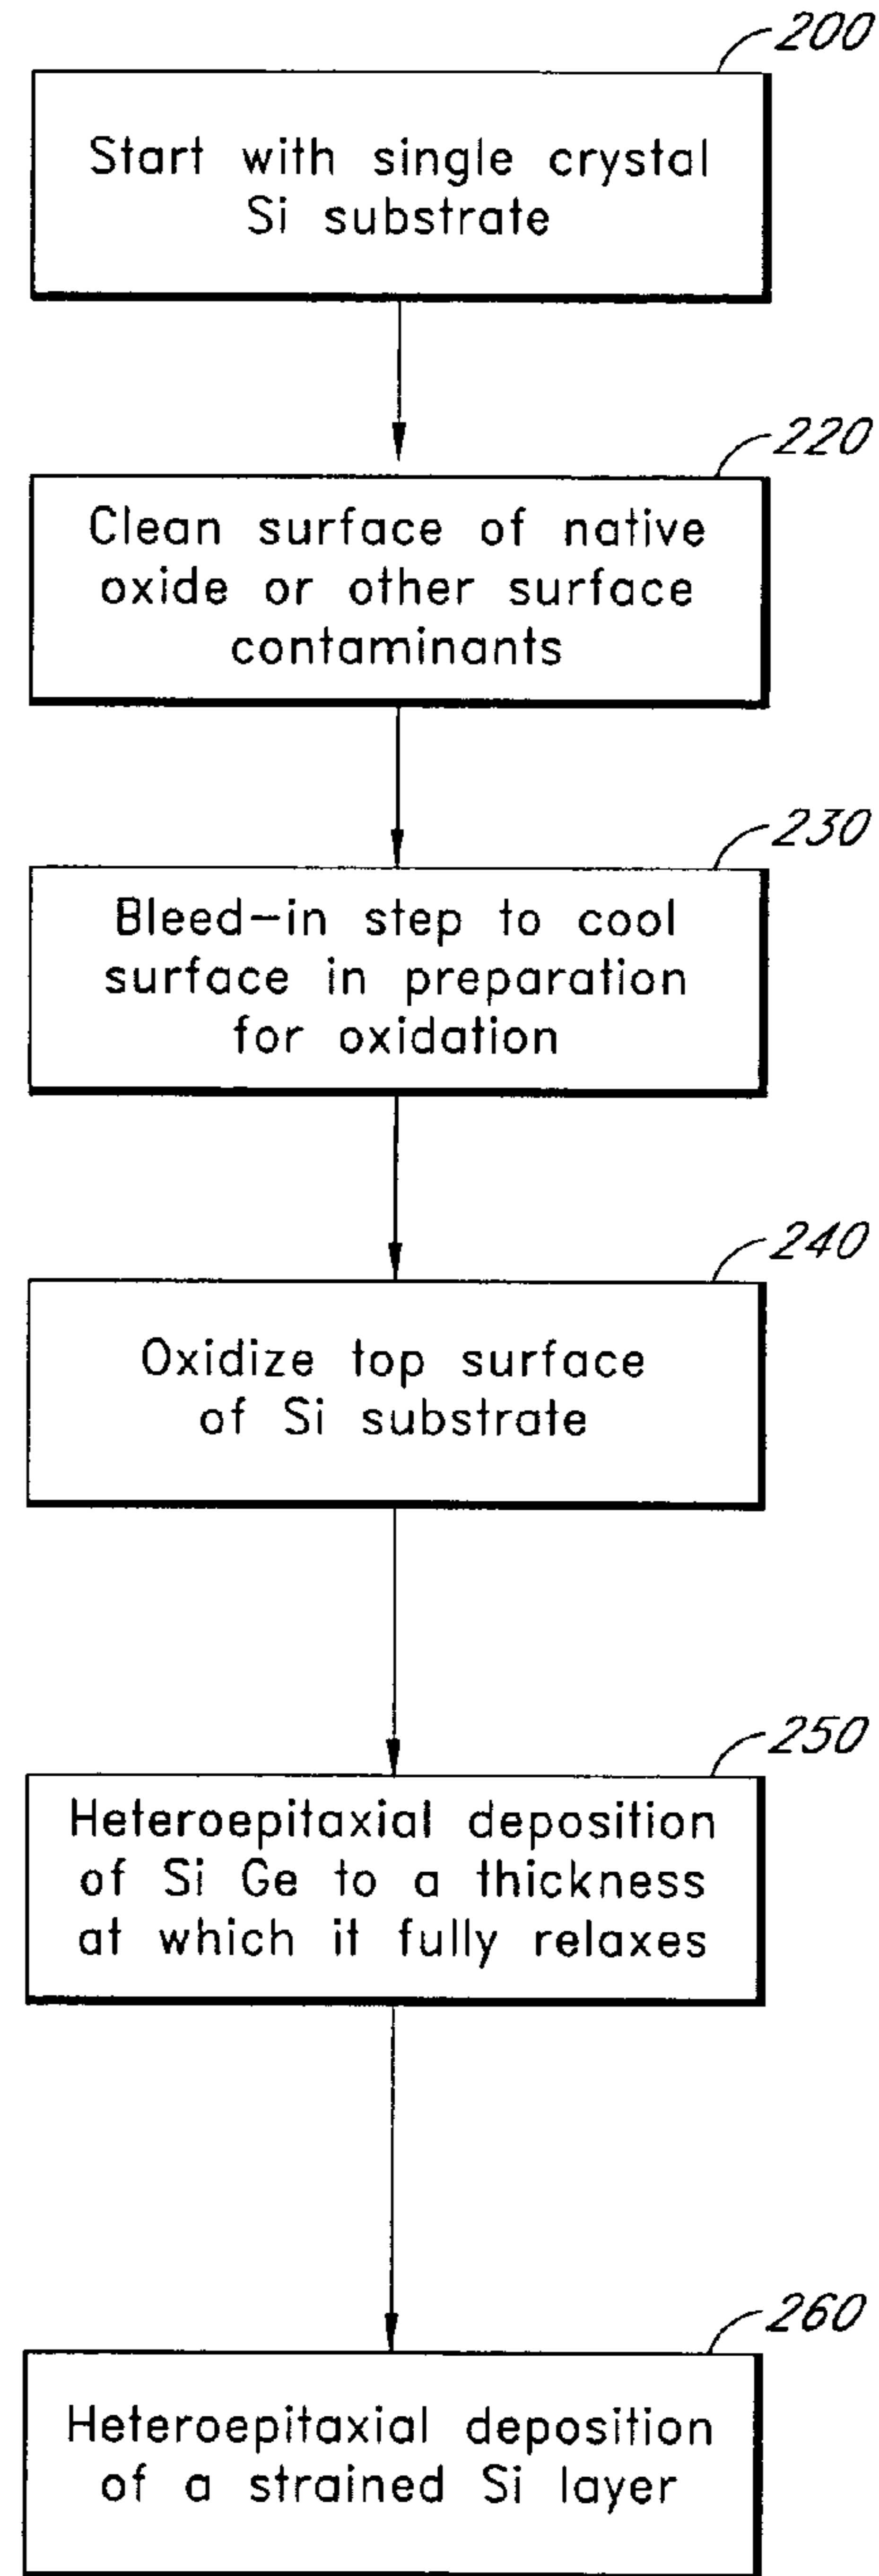 200
Start with single crystal
Si substrate
220
Clean surface of native
oxide or other surface
contaminants
230
Bleed-in step to cool
surface in preparation
for oxidation
240
Oxidize top surface
of Si substrate
250
Heteroepitaxial deposition
of Si Ge to a thickness
at which it fully relaxes
260
Heteroepitaxial deposition
of a strained Si layer